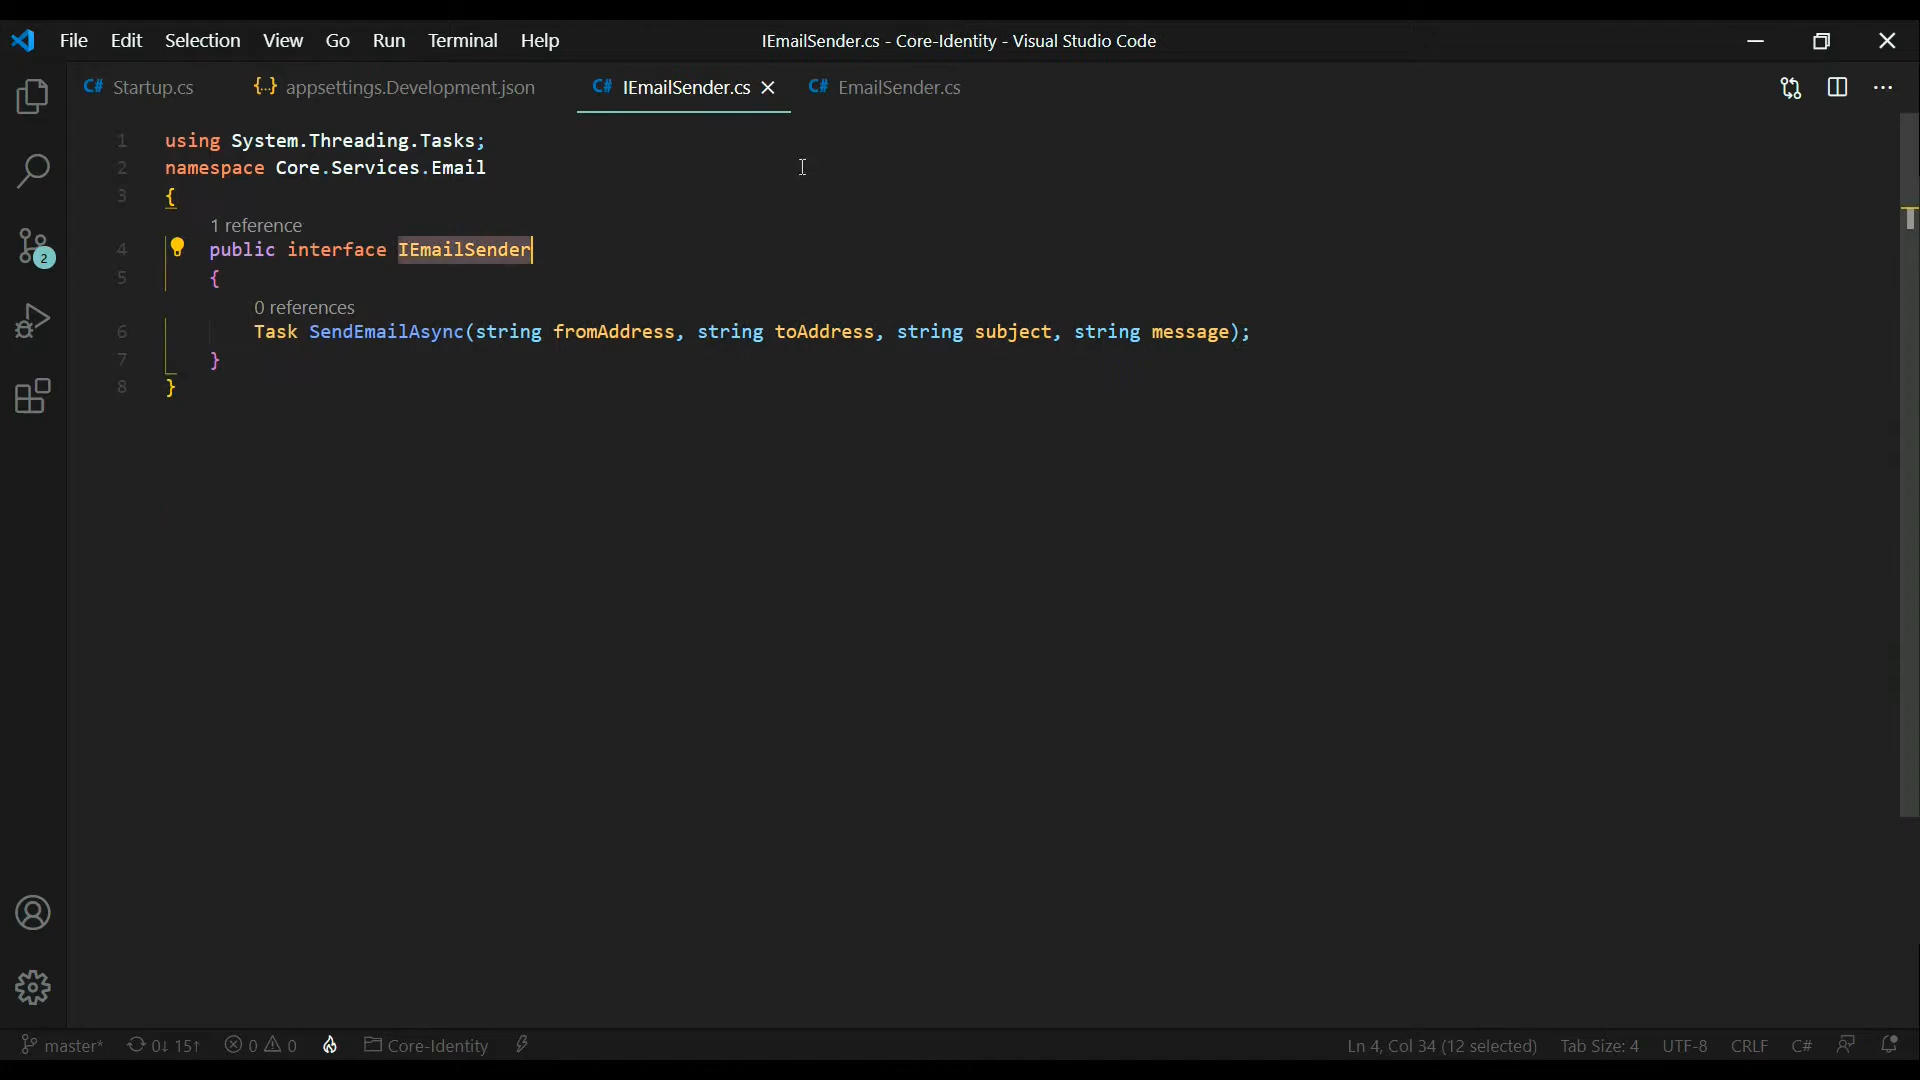 File Edit Selection View Go Run Terminal Help IEmailSender.cs - Core-Identity - Visual Studio Code
C# Startup.cs {..} appsettings.Development.json C# IEmailSender.cs C# EmailSender.cs
1 using System.Threading.Tasks;
2 namespace Core.Services.Email
3 {
1 reference
4 public interface IEmailSender
5 {
0 references
6 Task SendEmailAsync(string fromAddress, string toAddress, string subject, string message);
7 }
8 }
2
master* 0↓ 15↑ 0 0 Core-Identity Ln 4, Col 34 (12 selected) Tab Size: 4 UTF-8 CRLF C#